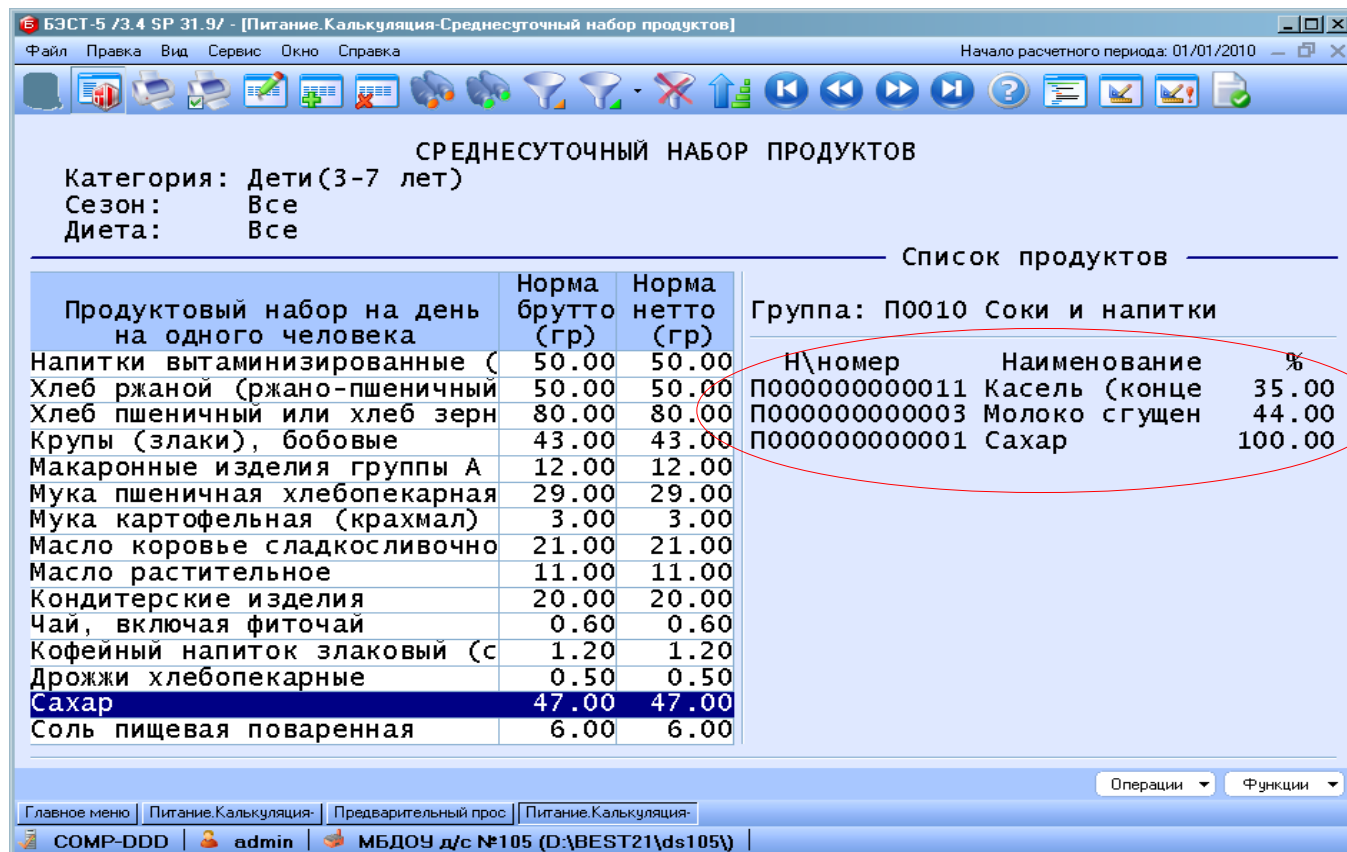 БЭСТ-5 /3.4 SP 31.9/ - [Питание.Калькуляция-Среднесуточный набор продуктов]
Файл Правка Вид Сервис Окно Справка Начало расчетного периода: 01/01/2010
СРЕДНЕСУТОЧНЫЙ НАБОР ПРОДУКТОВ
Категория: Дети(3-7 лет)
Сезон: Все
Диета: Все
Список продуктов
Продуктовый набор на день на одного человека
Норма брутто (гр)
Норма нетто (гр)
Напитки вытаминизированные ( 50.00 50.00
Хлеб ржаной (ржано-пшеничный 50.00 50.00
Хлеб пшеничный или хлеб зерн 80.00 80.00
Крупы (злаки), бобовые 43.00 43.00
Макаронные изделия группы А 12.00 12.00
Мука пшеничная хлебопекарная 29.00 29.00
Мука картофельная (крахмал) 3.00 3.00
Масло коровье сладкосливочно 21.00 21.00
Масло растительное 11.00 11.00
Кондитерские изделия 20.00 20.00
Чай, включая фиточай 0.60 0.60
Кофейный напиток злаковый (с 1.20 1.20
Дрожжи хлебопекарные 0.50 0.50
Сахар 47.00 47.00
Соль пищевая поваренная 6.00 6.00
Группа: П0010 Соки и напитки
Н\номер Наименование %
П000000000011 Касель (конце 35.00
П000000000003 Молоко сгущен 44.00
П000000000001 Сахар 100.00
Операции Функции
Главное меню Питание.Калькуляция- Предварительный прос Питание.Калькуляция-
COMP-DDD admin МБДОУ д/с №105 (D:\BEST21\ds105\)